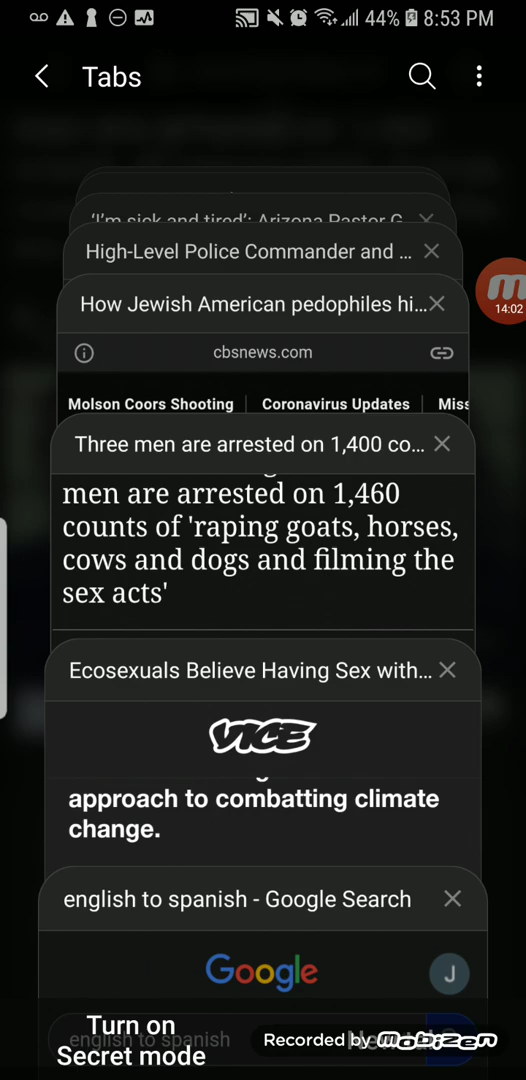 44% 8:53 PM
Tabs
'I'm sick and tired': Arizona Pastor G
High-Level Police Commander and ...
How Jewish American pedophiles hi...
14:02
cbsnews.com
Molson Coors Shooting
Coronavirus Updates
Miss
Three men are arrested on 1,400 co...
men are arrested on 1,460
counts of 'raping goats, horses,
cows and dogs and filming the
sex acts'
Ecosexuals Believe Having Sex with...
VICE
approach to combatting climate
change.
english to spanish - Google Search
Google
J
Turn on
Secret mode
english to spanish
Recorded by mobizen